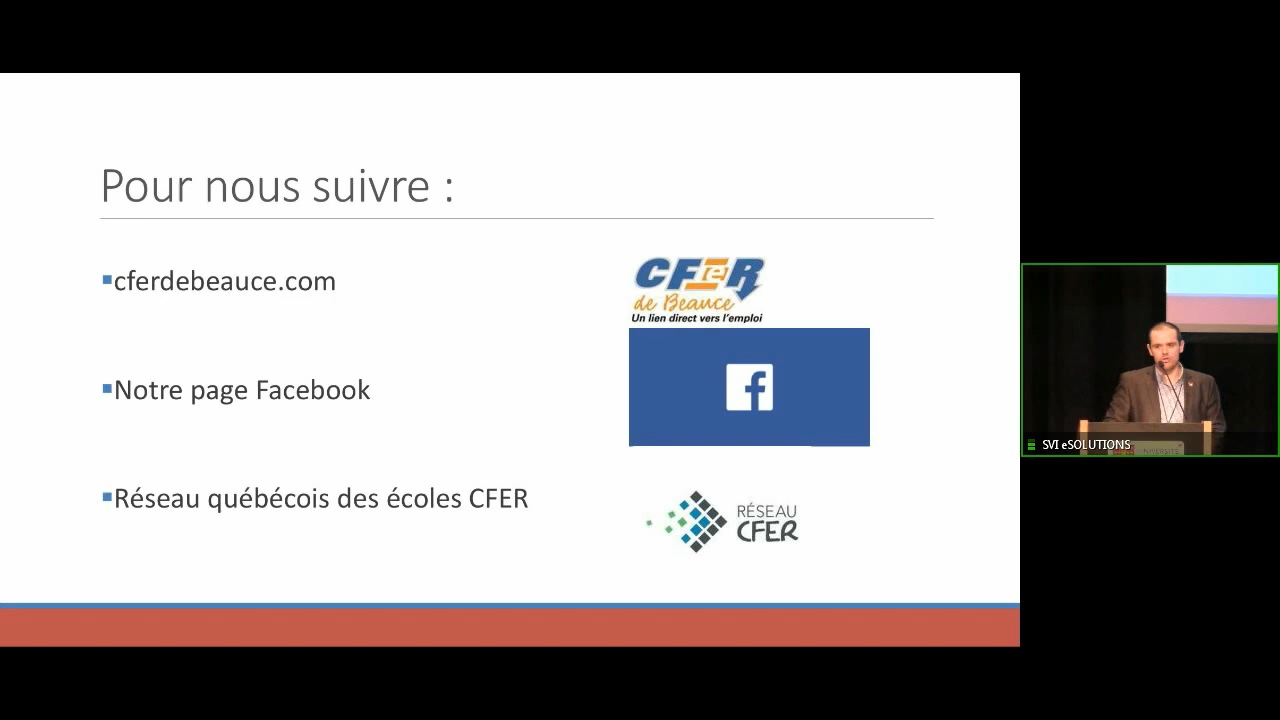 Pour nous suivre :
cferdebeauce.com
CFeR
de Beauce
Un lien direct vers l'emploi
Notre page Facebook
Réseau québécois des écoles CFER
RÉSEAU
CFER
SVI eSOLUTIONS